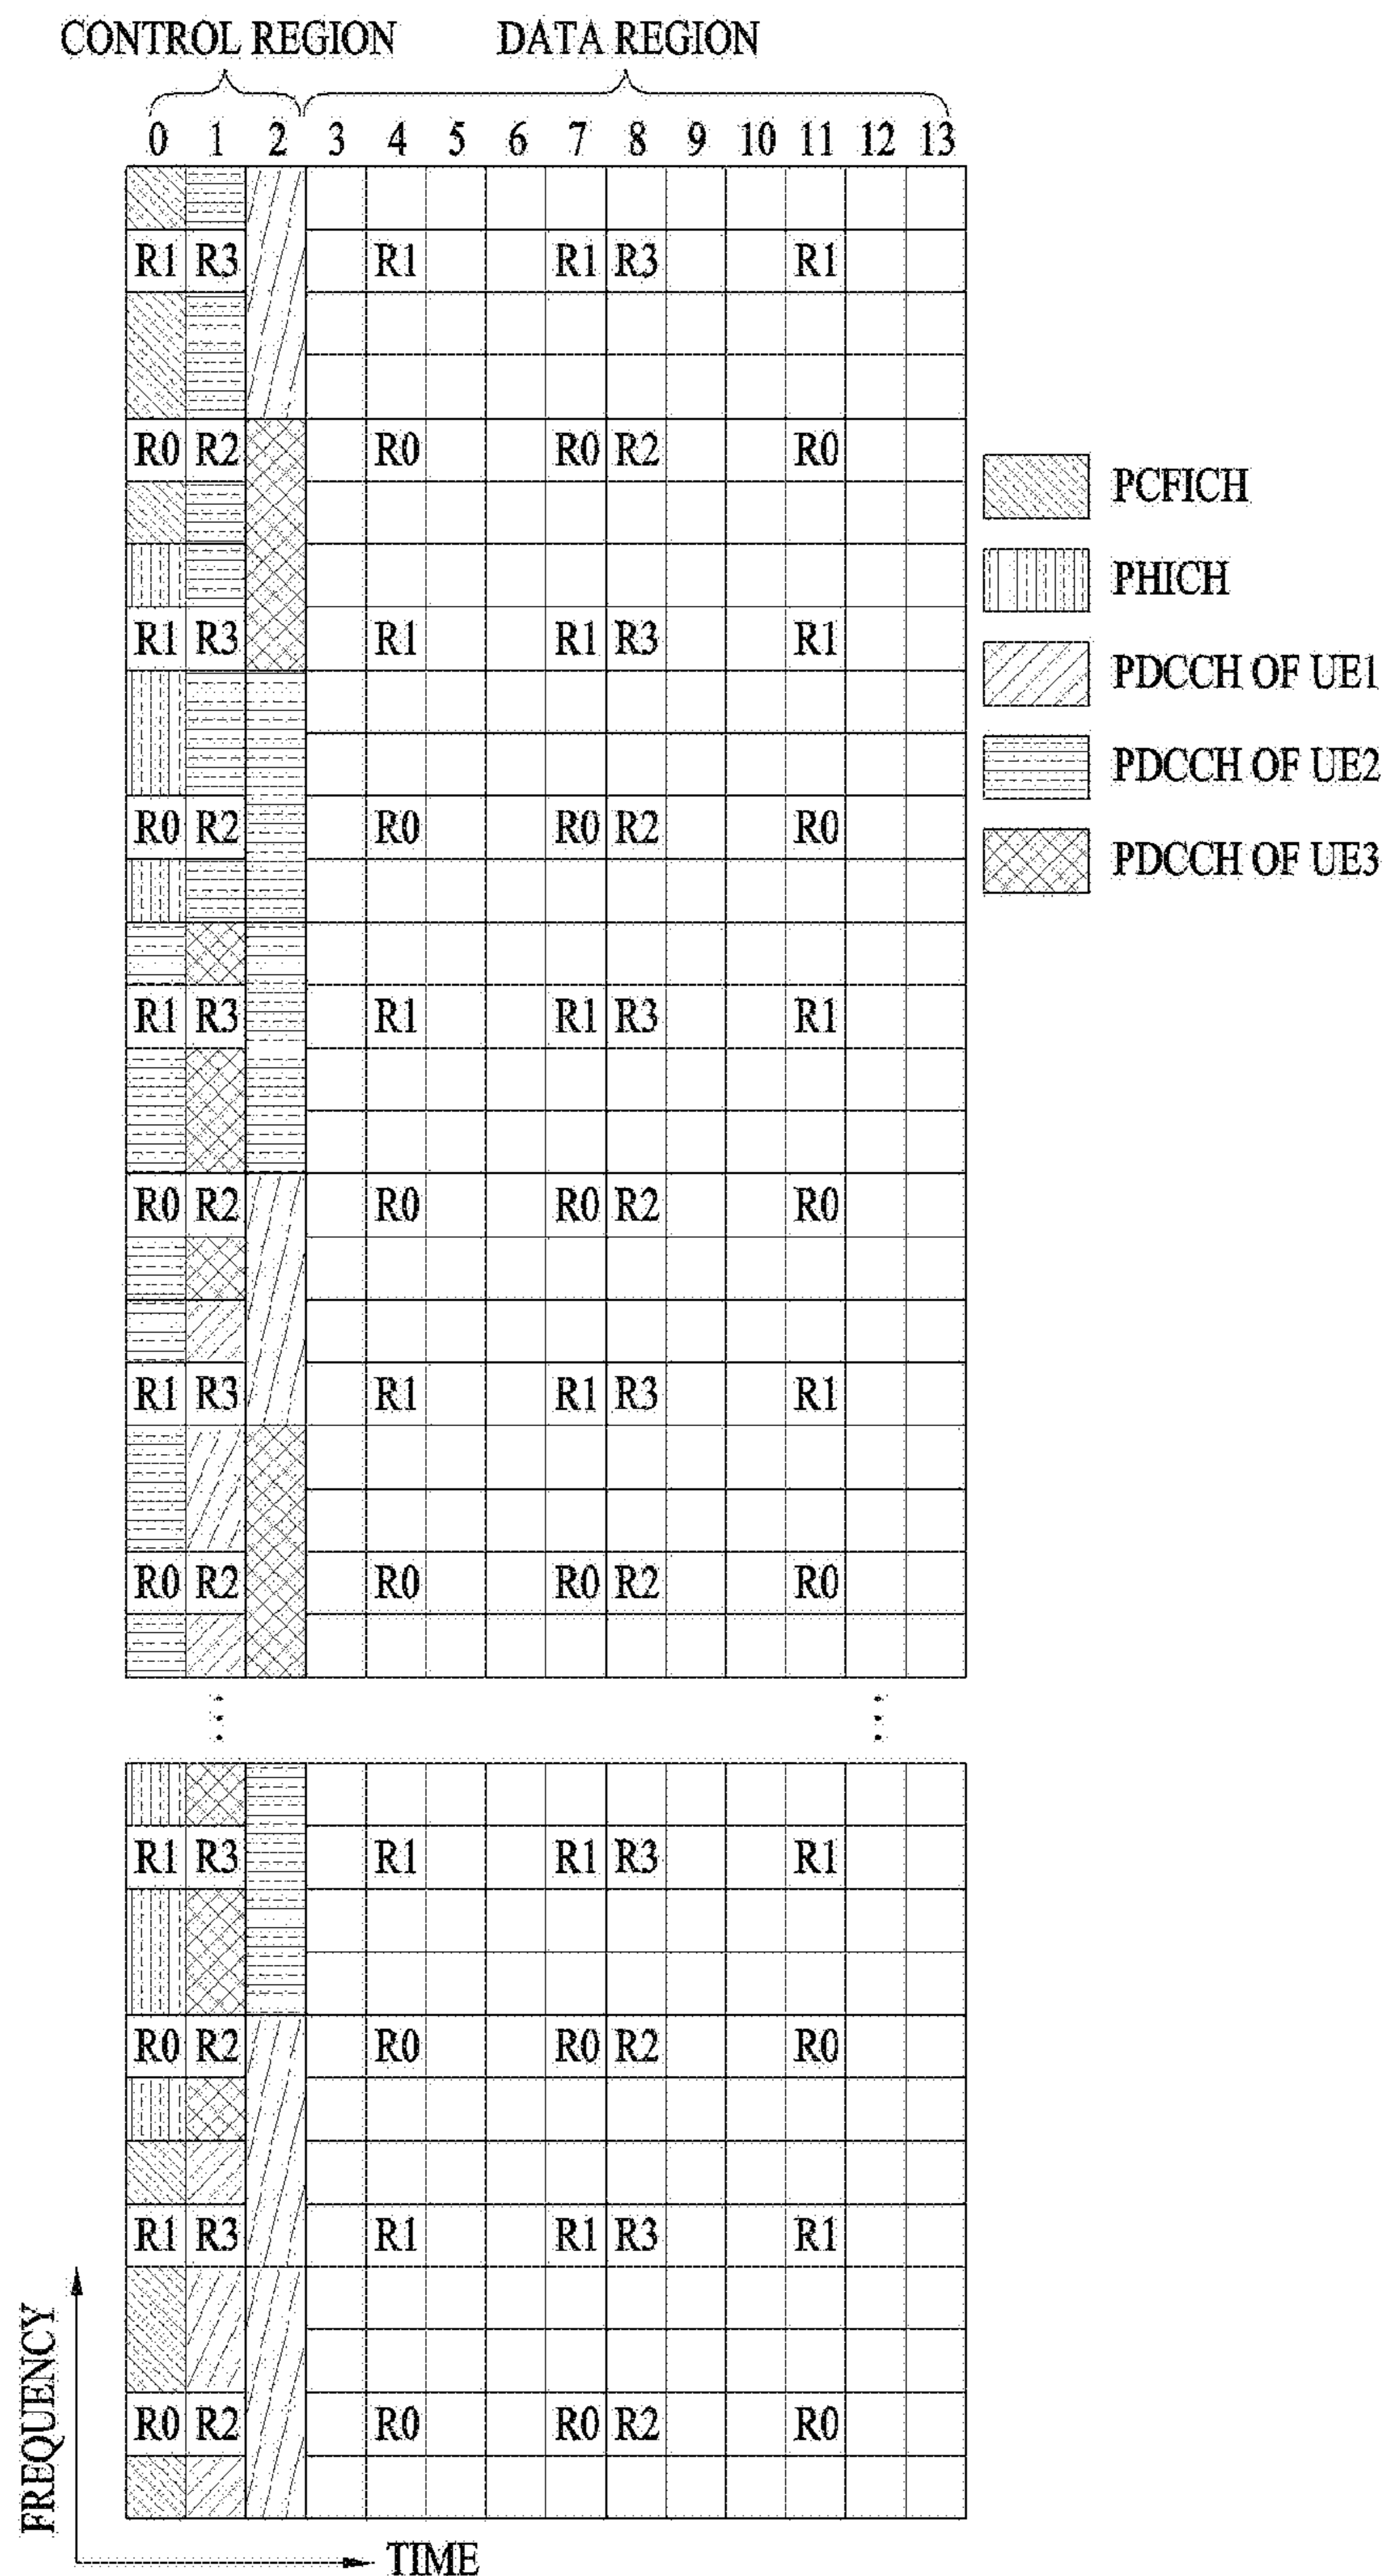 CONTROL REGION DATA REGION
0 1 2 3 4 5 6 7 8 9 10 11 12 13
R1 R3 R1 R1 R3 R1
R0 R2 R0 R0 R2 R0
PCFICH
PHICH
R1 R3 R1 R1 R3 R1
PDCCH OF UE1
PDCCH OF UE2
R0 R2 R0 R0 R2 R0
PDCCH OF UE3
R1 R3 R1 R1 R3 R1
R0 R2 R0 R0 R2 R0
R1 R3 R1 R1 R3 R1
R0 R2 R0 R0 R2 R0
R1 R3 R1 R1 R3 R1
R0 R2 R0 R0 R2 R0
R1 R3 R1 R1 R3 R1
R0 R2 R0 R0 R2 R0
FREQUENCY
TIME